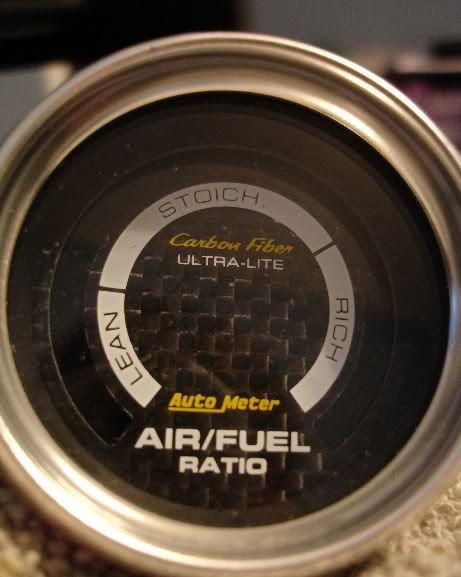 STOICH.
Carbon Fiber
ULTRA-LITE
LEAN
RICH
Auto Meter
AIR/FUEL
RATIO